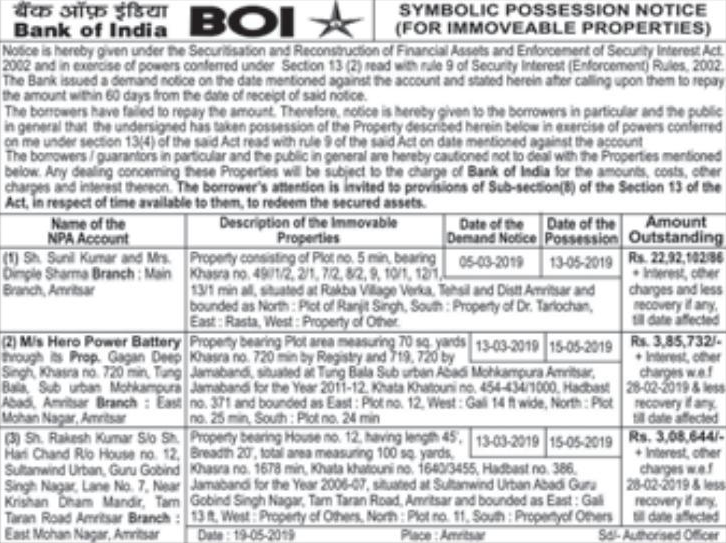 बैंक ऑफ़ इंडिया
Bank of India
BOI
SYMBOLIC POSSESSION NOTICE
(FOR IMMOVEABLE PROPERTIES)
Notice is hereby given under the Securitisation and Reconstruction of Financial Assets and Enforcement of Security Interest Act
2002 and in exercise of powers conferred under Section 13 (2) read with rule 9 of Security Interest (Enforcement) Rules, 2002.
The Bank issued a demand notice on the date mentioned against the account and stated herein after calling upon them to repay
the amount within 60 days from the date of receipt of said notice.
The borrowers have failed to repay the amount. Therefore, notice is hereby given to the borrowers in particular and the public
in general that the undersigned has taken possession of the Property described herein below in exercise of powers conferred
on me under section 13(4) of the said Act read with rule 9 of the said Act on date mentioned against the account
The borrowers / guarantors in particular and the public in general are hereby cautioned not to deal with the Properties mentioned
below. Any dealing concerning these Properties will be subject to the charge of Bank of India for the amounts, costs, other
charges and interest thereon. The borrower's attention is invited to provisions of Sub-section(8) of the Section 13 of the
Act, in respect of time available to them, to redeem the secured assets.
Name of the
NPA Account
Description of the Immovable
Properties
Date of the
Demand Notice
Date of the
Possession
Amount
Outstanding
(1) Sh. Sunil Kumar and Mrs.
Dimple Sharma Branch : Main
Branch, Amritsar
Property consisting of Plot no. 5 min, bearing
Khasra no. 49//1/2, 2/1, 7/2, 8/2, 9, 10/1, 12/1,
13/1 min all, situated at Rakba Village Verka, Tehsil and Distt Amritsar and
bounded as North : Plot of Ranjit Singh, South : Property of Dr. Tarlochan,
East : Rasta, West : Property of Other.
05-03-2019
13-05-2019
Rs. 22,92,102/86
+ Interest, other
charges and less
recovery if any,
till date affected.
(2) M/s Hero Power Battery
through its Prop. Gagan Deep
Singh, Khasra no. 720 min, Tung
Bala, Sub urban Mohkampura
Abadi, Amritsar Branch : East
Mohan Nagar, Amritsar
Property bearing Plot area measuring 70 sq. yards
Khasra no. 720 min by Registry and 719, 720 by
Jamabandi, situated at Tung Bala Sub urban Abadi Mohkampura Amritsar,
Jamabandi for the Year 2011-12, Khata Khatouni no. 454-434/1000, Hadbast
no. 371 and bounded as East : Plot no. 12, West : Gali 14 ft wide, North : Plot
no. 25 min, South : Plot no. 24 min
13-03-2019
15-05-2019
Rs. 3,85,732/-
+ Interest, other
charges w.e.f
28-02-2019 & less
recovery if any,
till date affected.
(3) Sh. Rakesh Kumar S/o Sh.
Hari Chand R/o House no. 12,
Sultanwind Urban, Guru Gobind
Singh Nagar, Lane No. 7, Near
Krishan Dham Mandir, Tarn
Taran Road Amritsar Branch :
East Mohan Nagar, Amritsar
Property bearing House no. 12, having length 45',
Breadth 20', total area measuring 100 sq. yards,
Khasra no. 1678 min, Khata khatouni no. 1640/3455, Hadbast no. 386,
Jamabandi for the Year 2006-07, situated at Sultanwind Urban Abadi Guru
Gobind Singh Nagar, Tarn Taran Road, Amritsar and bounded as East : Gali
13 ft, West : Property of Others, North : Plot no. 11, South : Propertyof Others
13-03-2019
15-05-2019
Rs. 3,08,644/-
+ Interest, other
charges w.e.f
28-02-2019 & less
recovery if any,
till date affected.
Date : 19-05-2019
Place : Amritsar
Sd/- Authorised Officer